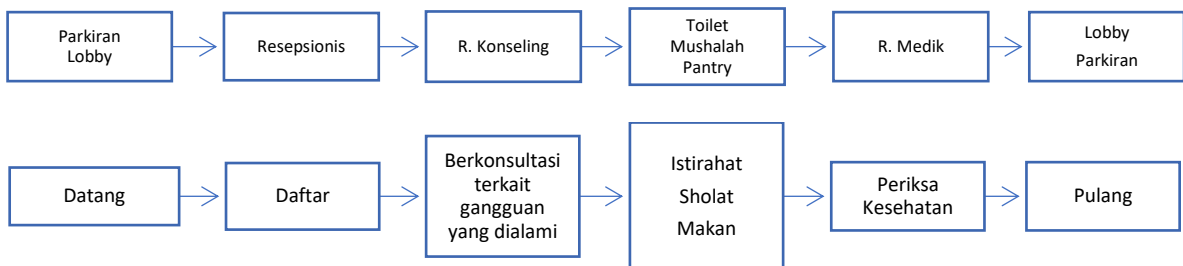 Parkiran
Lobby
Resepsionis
R. Konseling
Toilet
Mushalah
Pantry
R. Medik
Lobby
Parkiran
Datang
Daftar
Berkonsultasi
terkait
gangguan
yang dialami
Istirahat
Sholat
Makan
Periksa
Kesehatan
Pulang